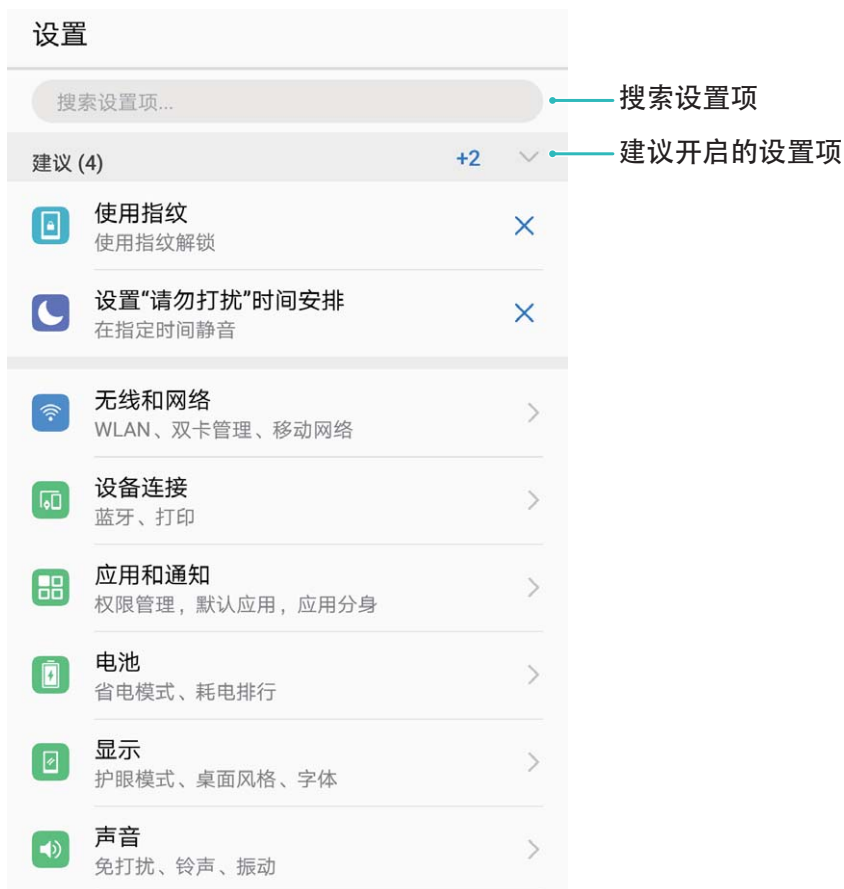 设置
搜索设置项...
搜索设置项
建议 (4)
+2
建议开启的设置项
使用指纹
使用指纹解锁
设置“请勿打扰”时间安排
在指定时间静音
无线和网络
WLAN、双卡管理、移动网络
设备连接
蓝牙、打印
应用和通知
权限管理，默认应用，应用分身
电池
省电模式、耗电排行
显示
护眼模式、桌面风格、字体
声音
免打扰、铃声、振动